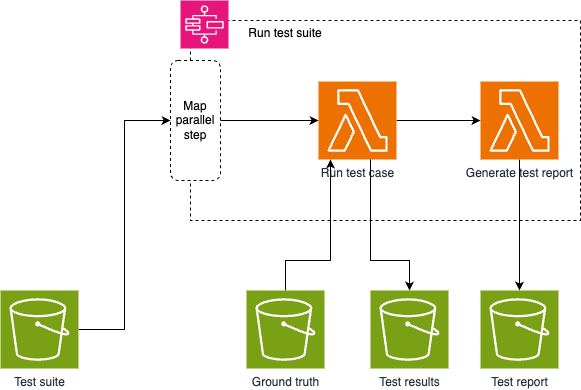 Run test suite
Map
parallel
step
Run test case
Generate test report
Test suite
Ground truth
Test results
Test report